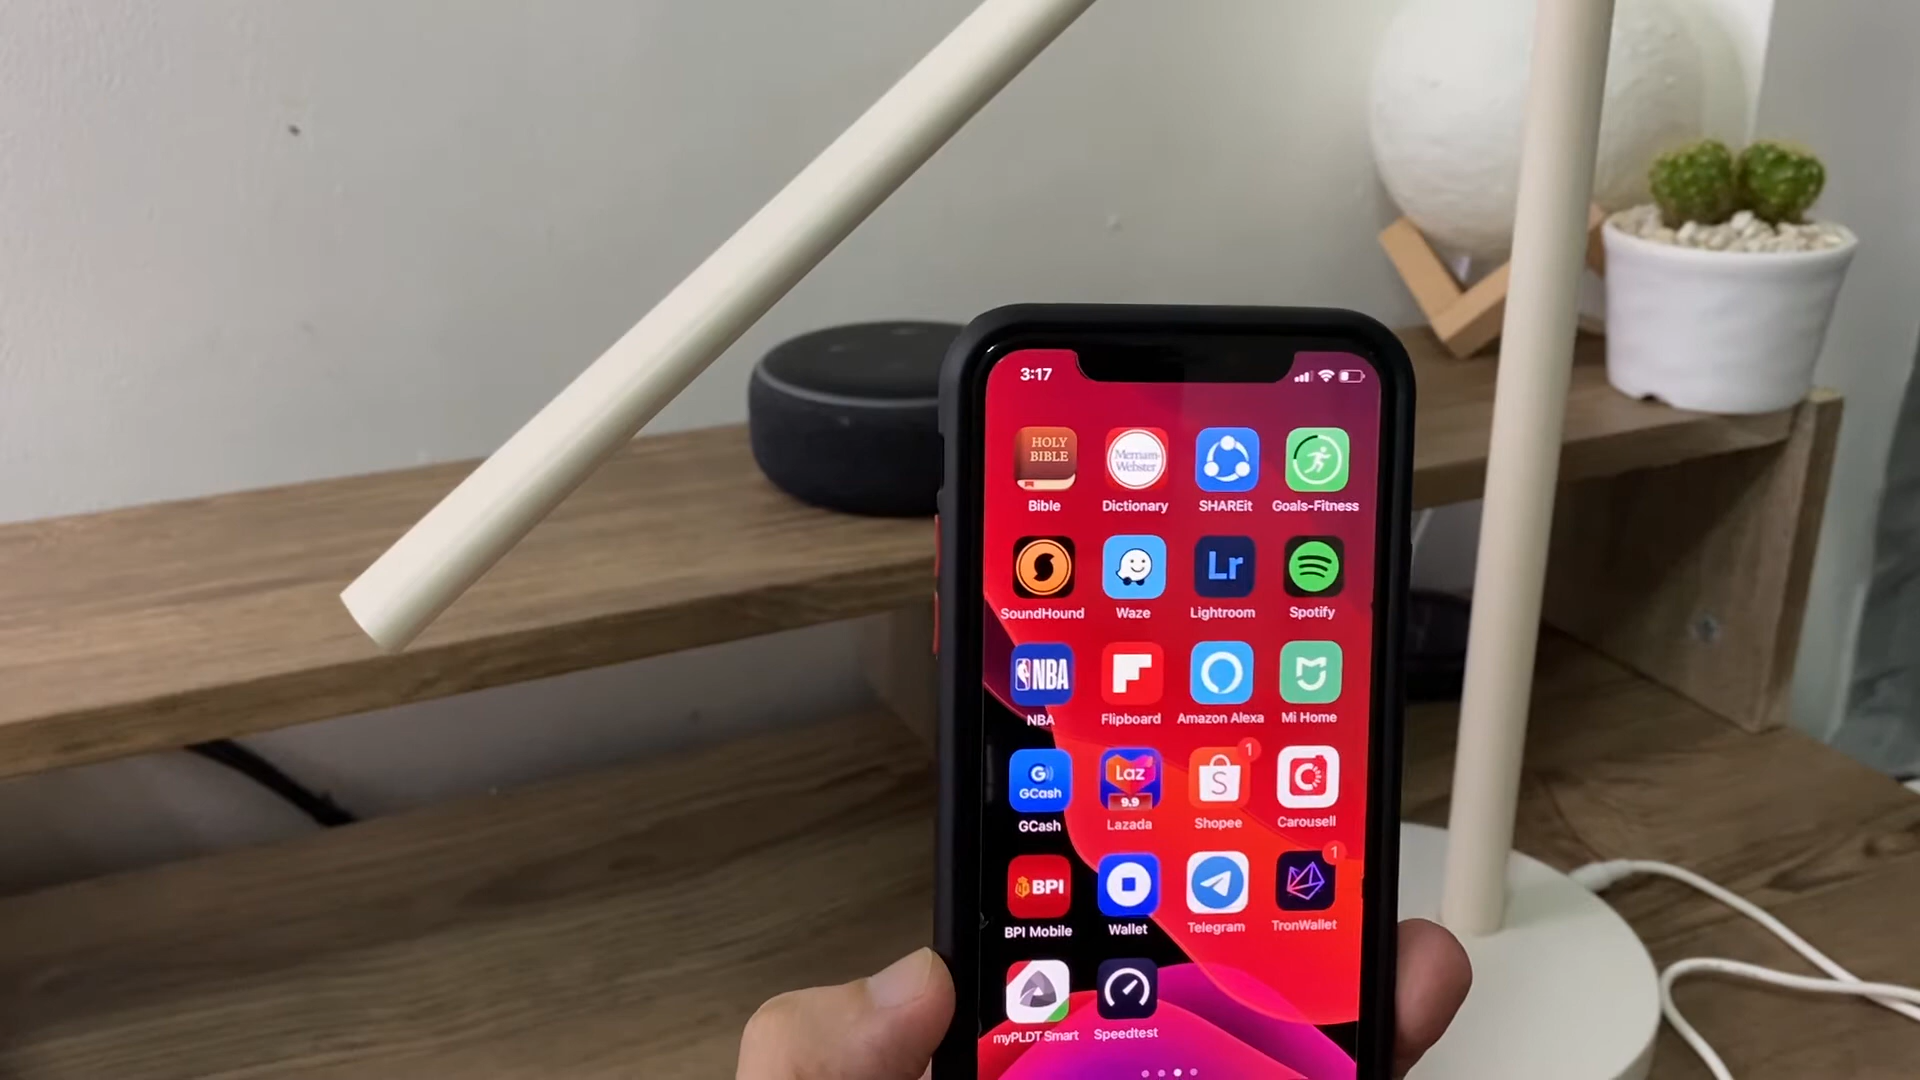 3:17
HOLY
BIBLE
Merriam-
Webster
Bible
Dictionary
SHAREit
Goals-Fitness
Lr
SoundHound
Waze
Lightroom
Spotify
NBA
NBA
Flipboard
Amazon Alexa
Mi Home
G
GCash
Laz
9.9
S
1
GCash
Lazada
Shopee
Carousell
BPI
1
BPI Mobile
Wallet
Telegram
TronWallet
myPLDT Smart
Speedtest